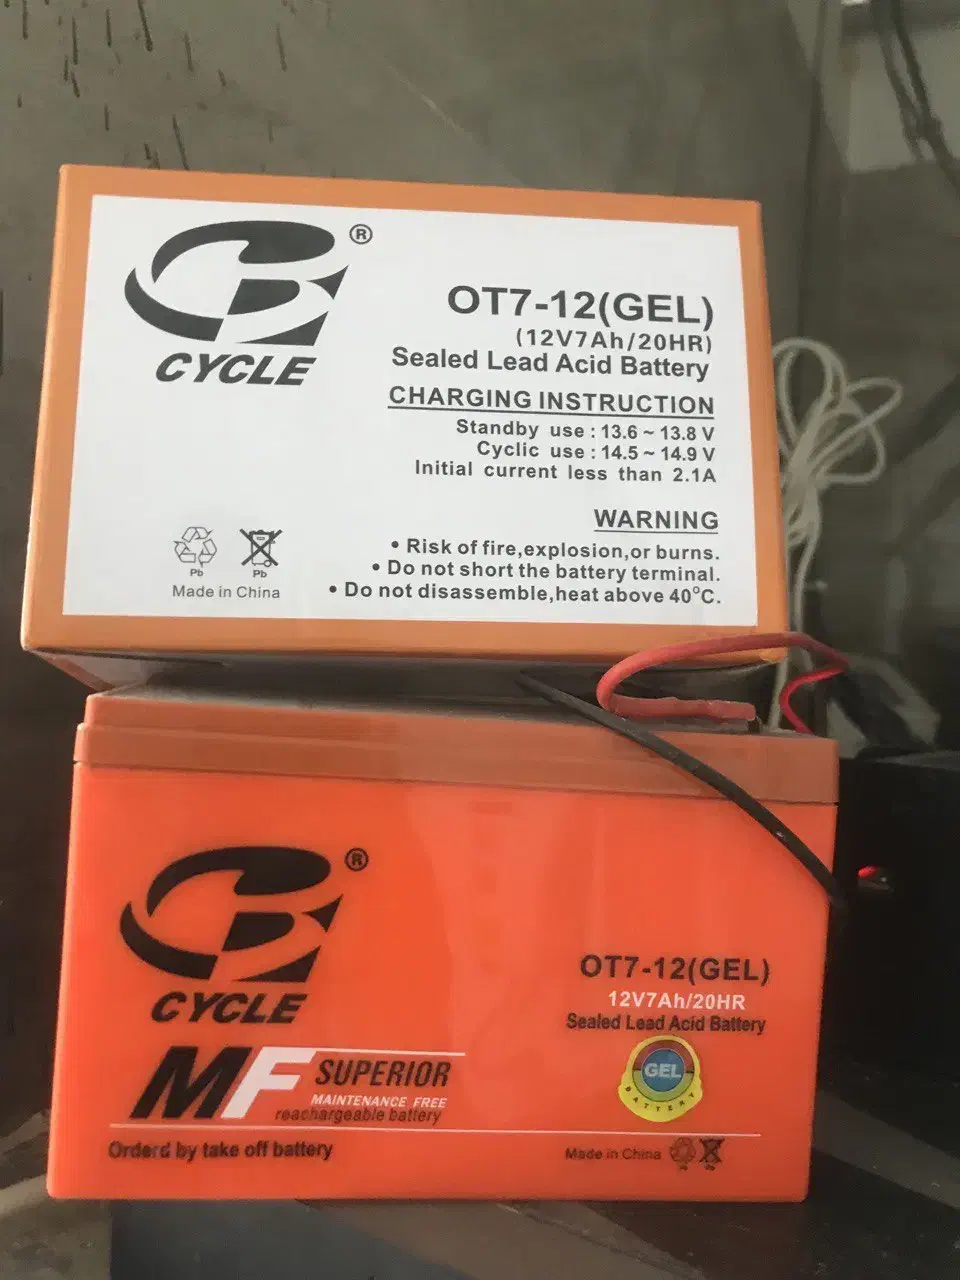 ®
CYCLE
OT7-12(GEL)
(12V7Ah/20HR)
Sealed Lead Acid Battery
CHARGING INSTRUCTION
Standby use : 13.6 ~ 13.8 V
Cyclic use : 14.5 ~ 14.9 V
Initial current less than 2.1A
WARNING
• Risk of fire,explosion,or burns.
• Do not short the battery terminal.
• Do not disassemble,heat above 40°C.
Pb Pb
Made in China
®
CYCLE
OT7-12(GEL)
12V7Ah/20HR
Sealed Lead Acid Battery
GEL
BATTERY
MF SUPERIOR
MAINTENANCE FREE
reachargeable battery
Orderd by take off battery
Made in China